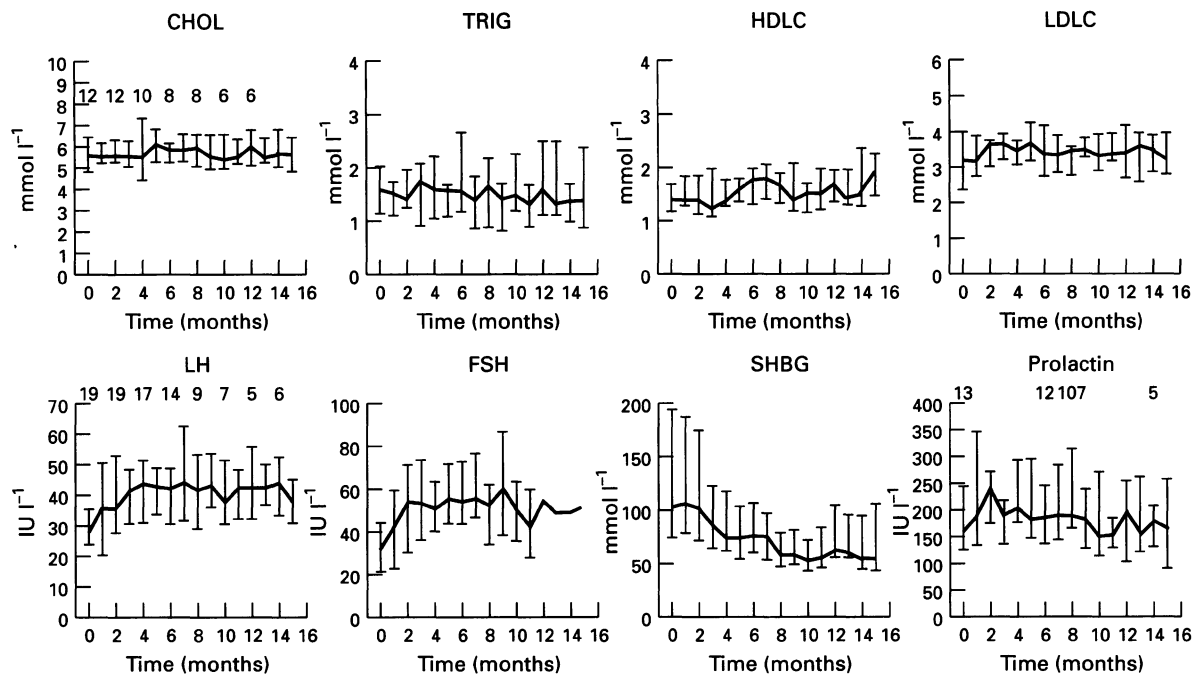 CHOL
TRIG
HDLC
LDLC
10
9
8
7
6
5
4
3
2
1
0
mmol l⁻¹
12 12 10 8 8 6 6
0 2 4 6 8 10 12 14 16
Time (months)
4
3
2
1
0
mmol l⁻¹
0 2 4 6 8 10 12 14 16
Time (months)
4
3
2
1
0
mmol l⁻¹
0 2 4 6 8 10 12 14 16
Time (months)
6
5
4
3
2
1
0
mmol l⁻¹
0 2 4 6 8 10 12 14 16
Time (months)
LH
FSH
SHBG
Prolactin
19 19 17 14 9 7 5 6
70
60
50
40
30
20
10
0
IU l⁻¹
0 2 4 6 8 10 12 14 16
Time (months)
100
80
60
40
20
0
IU l⁻¹
0 2 4 6 8 10 12 14 16
Time (months)
200
150
100
50
0
mmol l⁻¹
0 2 4 6 8 10 12 14 16
Time (months)
13 12 107 5
400
350
300
250
200
150
100
50
0
IU l⁻¹
0 2 4 6 8 10 12 14 16
Time (months)